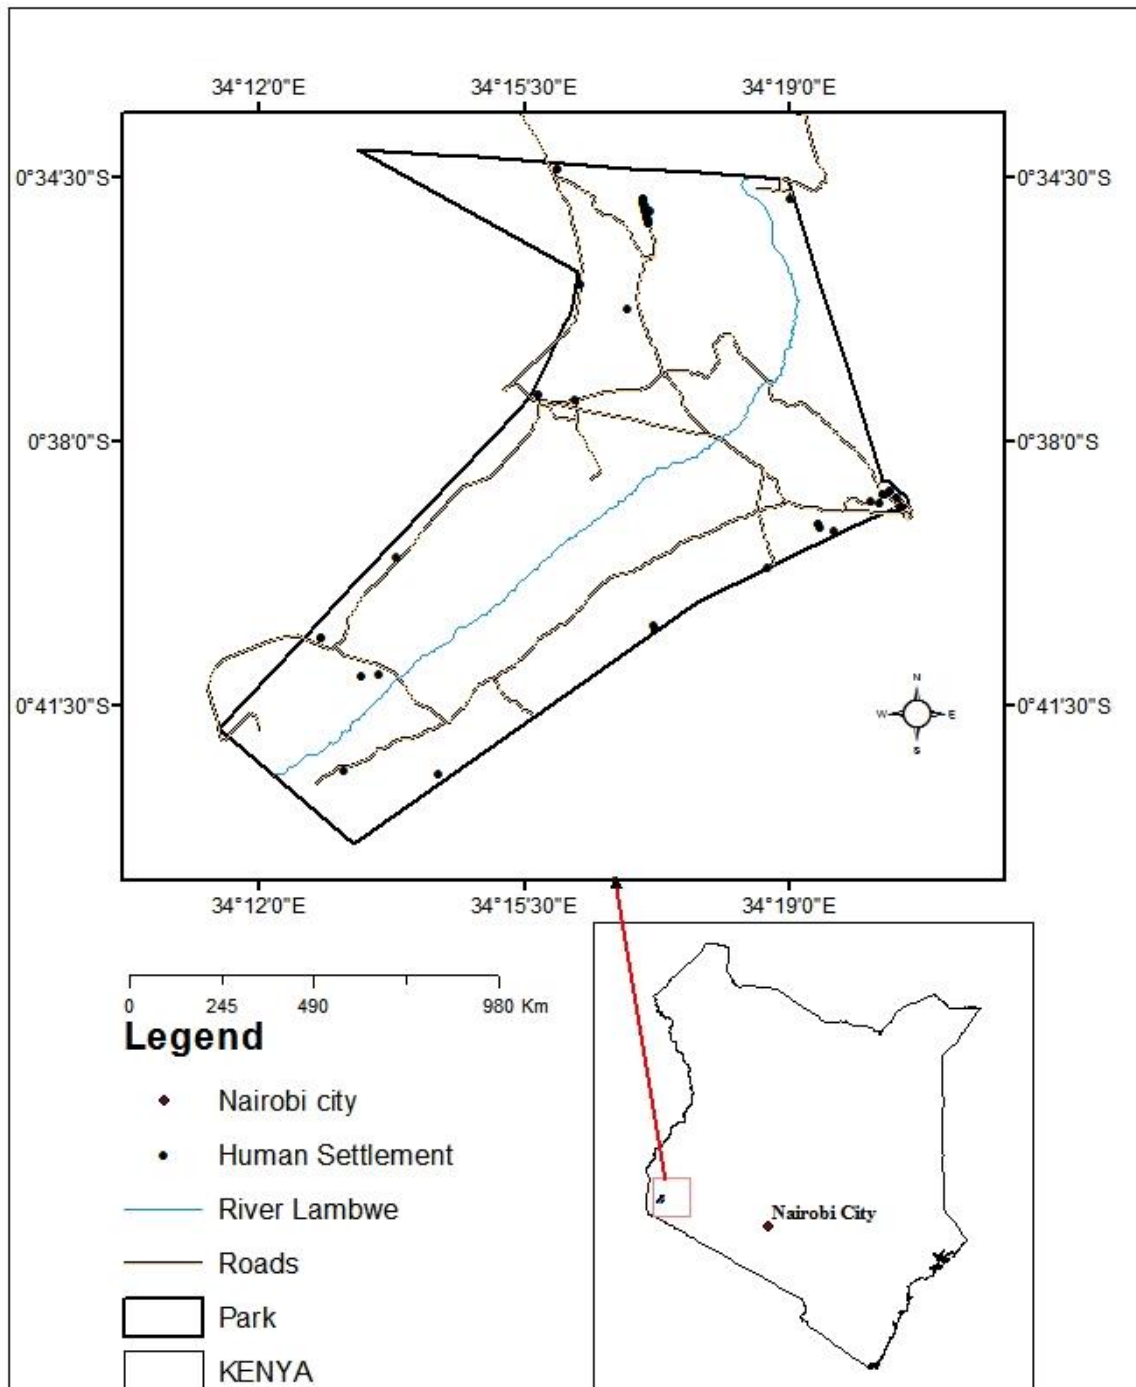 34°12'0"E 34°15'30"E 34°19'0"E
0°34'30"S 0°34'30"S
0°38'0"S 0°38'0"S
N
W E
S
0°41'30"S 0°41'30"S
34°12'0"E 34°15'30"E 34°19'0"E
0 245 490 980 Km
Legend
Nairobi city
Human Settlement
River Lambwe
Roads
Park
KENYA
Nairobi City